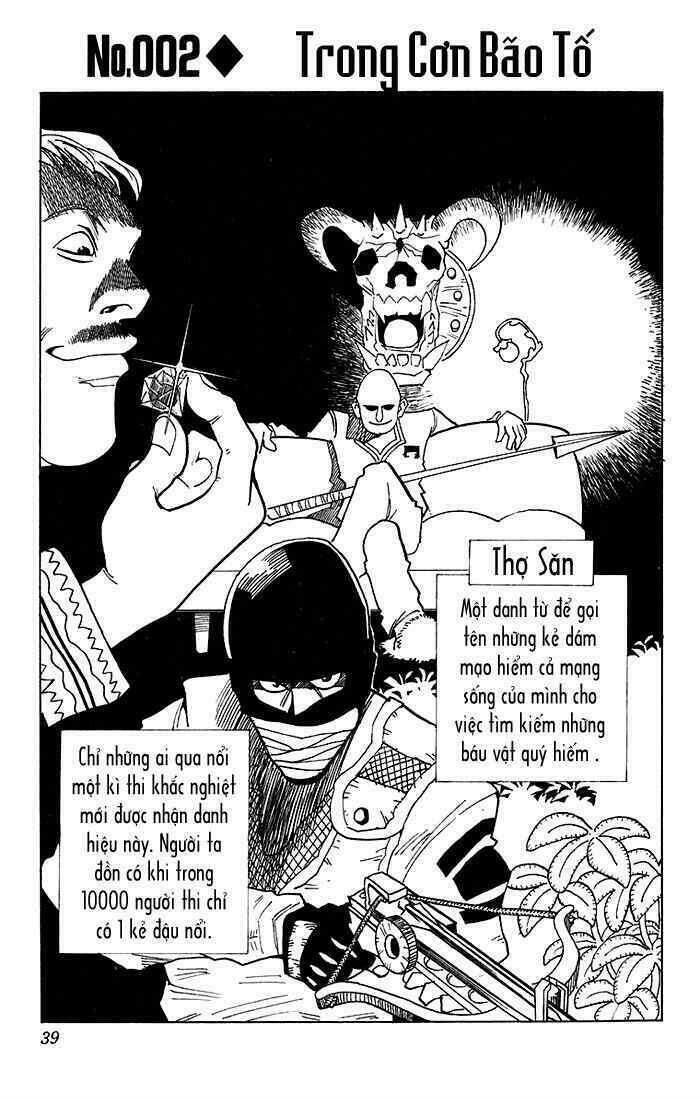 No.002◆ Trong Cơn Bão Tố
Thợ Săn
Một danh từ để gọi
tên những kẻ dám
mạo hiểm cả mạng
sống của mình cho
việc tìm kiếm những
báu vật quý hiếm .
Chỉ những ai qua nổi
một kì thi khắc nghiệt
mới được nhận danh
hiệu này. Người ta
đồn có khi trong
10000 người thi chỉ
có 1 kẻ đậu nổi.
39